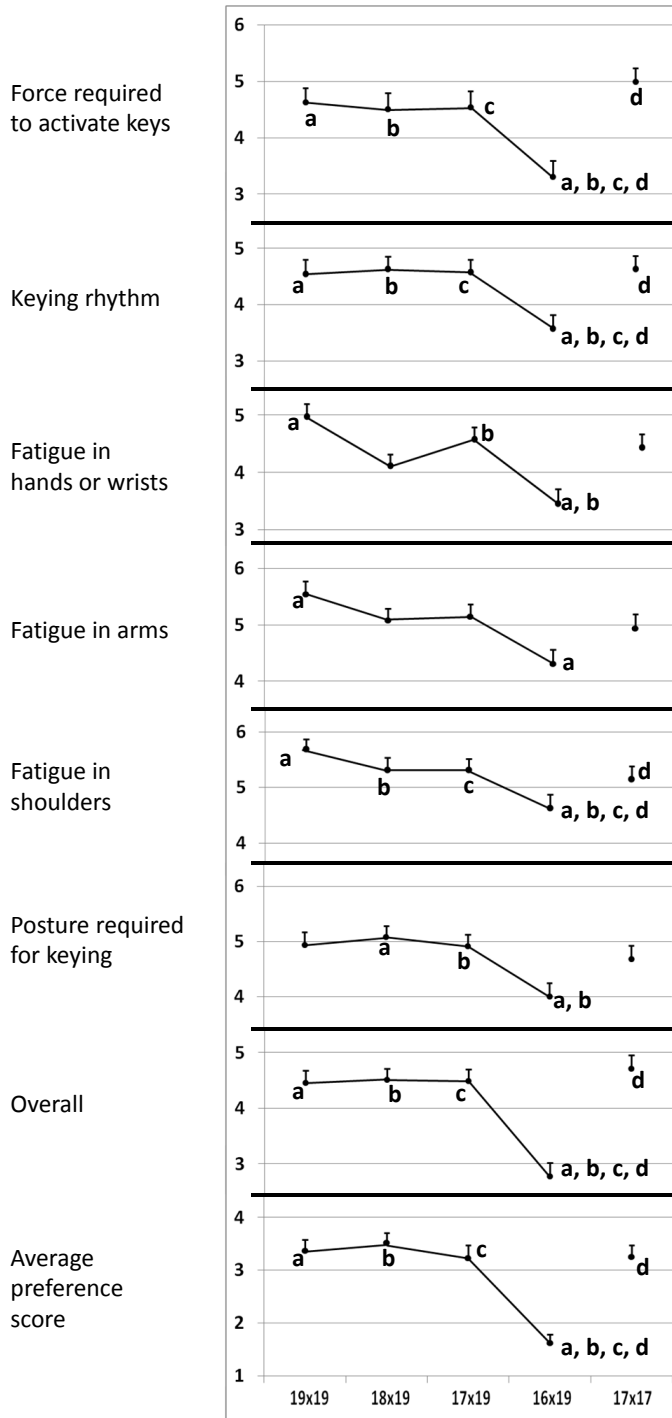 6
5
4
3
Force required
to activate keys
a
b
c
a, b, c, d
d
5
4
3
Keying rhythm
a
b
c
a, b, c, d
d
5
4
3
Fatigue in
hands or wrists
a
b
a, b
6
5
4
Fatigue in arms
a
a
6
5
4
Fatigue in
shoulders
a
b
c
a, b, c, d
d
6
5
4
Posture required
for keying
a
b
a, b
5
4
3
Overall
a
b
c
a, b, c, d
d
4
3
2
1
Average
preference
score
a
b
c
a, b, c, d
d
19x19 18x19 17x19 16x19 17x17